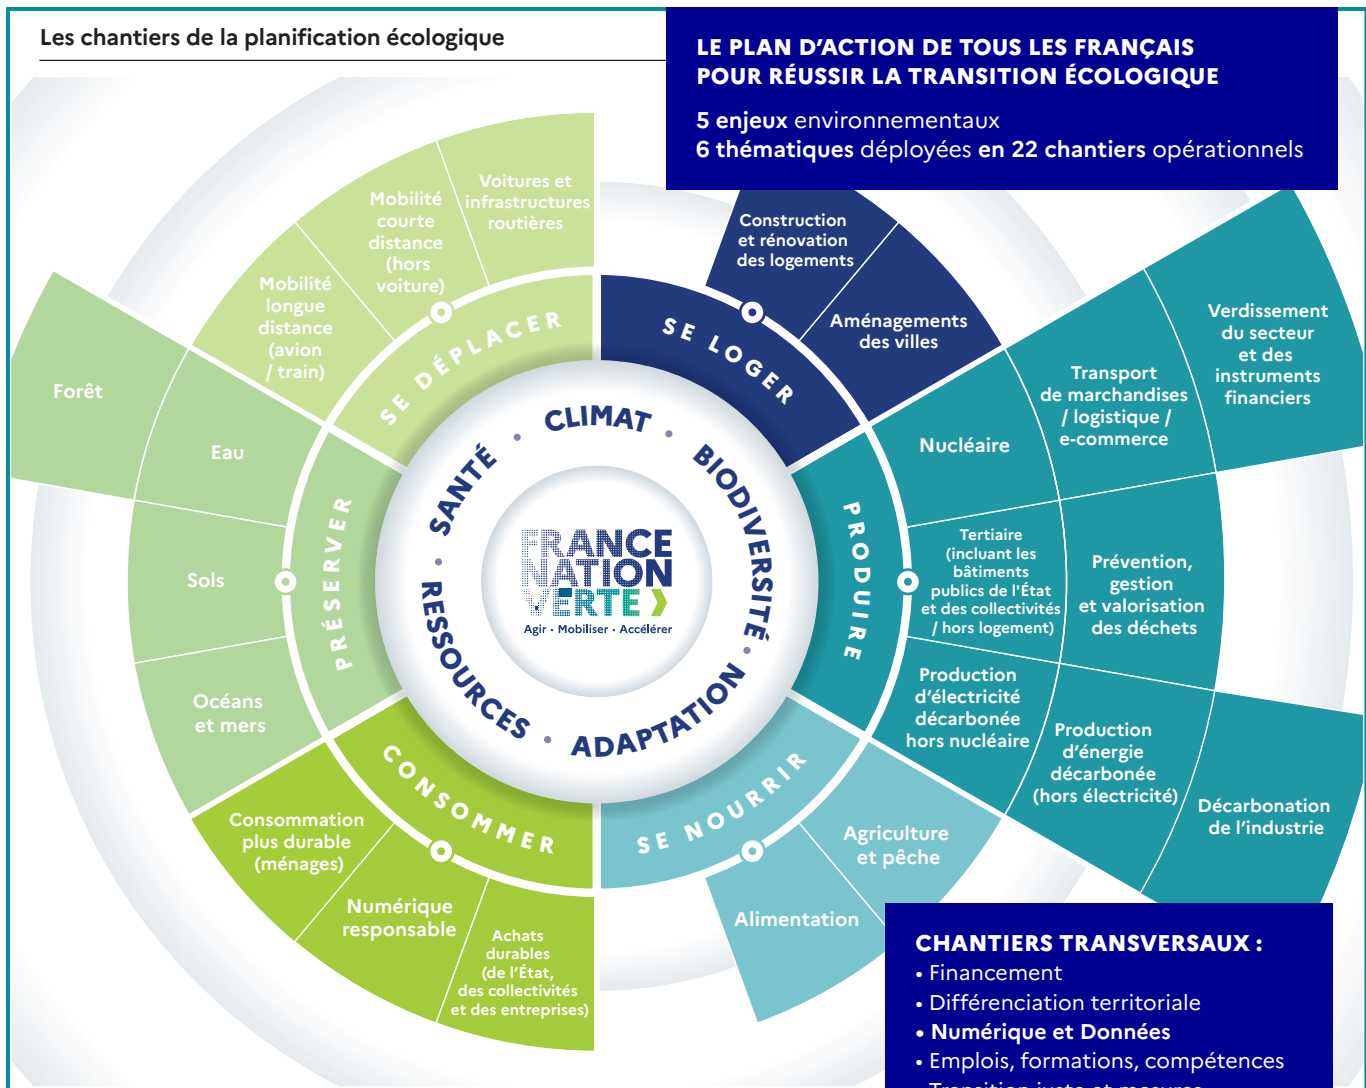 Les chantiers de la planification écologique
LE PLAN D'ACTION DE TOUS LES FRANÇAIS
POUR RÉUSSIR LA TRANSITION ÉCOLOGIQUE
5 enjeux environnementaux
6 thématiques déployées en 22 chantiers opérationnels
Voitures et
infrastructures
routières
Mobilité
courte
distance
(hors
voiture)
Mobilité
longue
distance
(avion
/ train)
SE DÉPLACER
Construction
et rénovation
des logements
Aménagements
des villes
SE LOGER
Verdissement
du secteur
et des
instruments
financiers
Transport
de marchandises
/ logistique /
e-commerce
Nucléaire
Tertiaire
(incluant les
bâtiments
publics de l'État
et des collectivités
/ hors logement)
Prévention,
gestion
et valorisation
des déchets
Production
d'électricité
décarbonée
hors nucléaire
Production
d'énergie
décarbonée
(hors électricité)
Décarbonation
de l'industrie
PRODUIRE
Forêt
Eau
Sols
Océans
et mers
PRÉSERVER
SANTÉ • CLIMAT • BIODIVERSITÉ • ADAPTATION • RESSOURCES •
FRANCE
NATION
VERTE
Agir • Mobiliser • Accélérer
CONSOMMER
Consommation
plus durable
(ménages)
Numérique
responsable
Achats
durables
(de l'État,
des collectivités
et des entreprises)
SE NOURRIR
Agriculture
et pêche
Alimentation
CHANTIERS TRANSVERSAUX :
• Financement
• Différenciation territoriale
• Numérique et Données
• Emplois, formations, compétences
• Transition juste et mesures